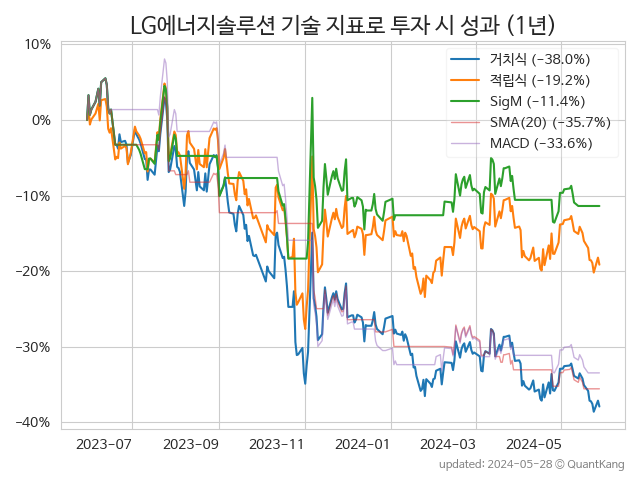 LG에너지솔루션 기술 지표로 투자 시 성과 (1년)
10%
0%
−10%
−20%
−30%
−40%
거치식 (−38.0%)
적립식 (−19.2%)
SigM (−11.4%)
SMA(20) (−35.7%)
MACD (−33.6%)
2023-07
2023-09
2023-11
2024-01
2024-03
2024-05
updated: 2024-05-28 © QuantKang